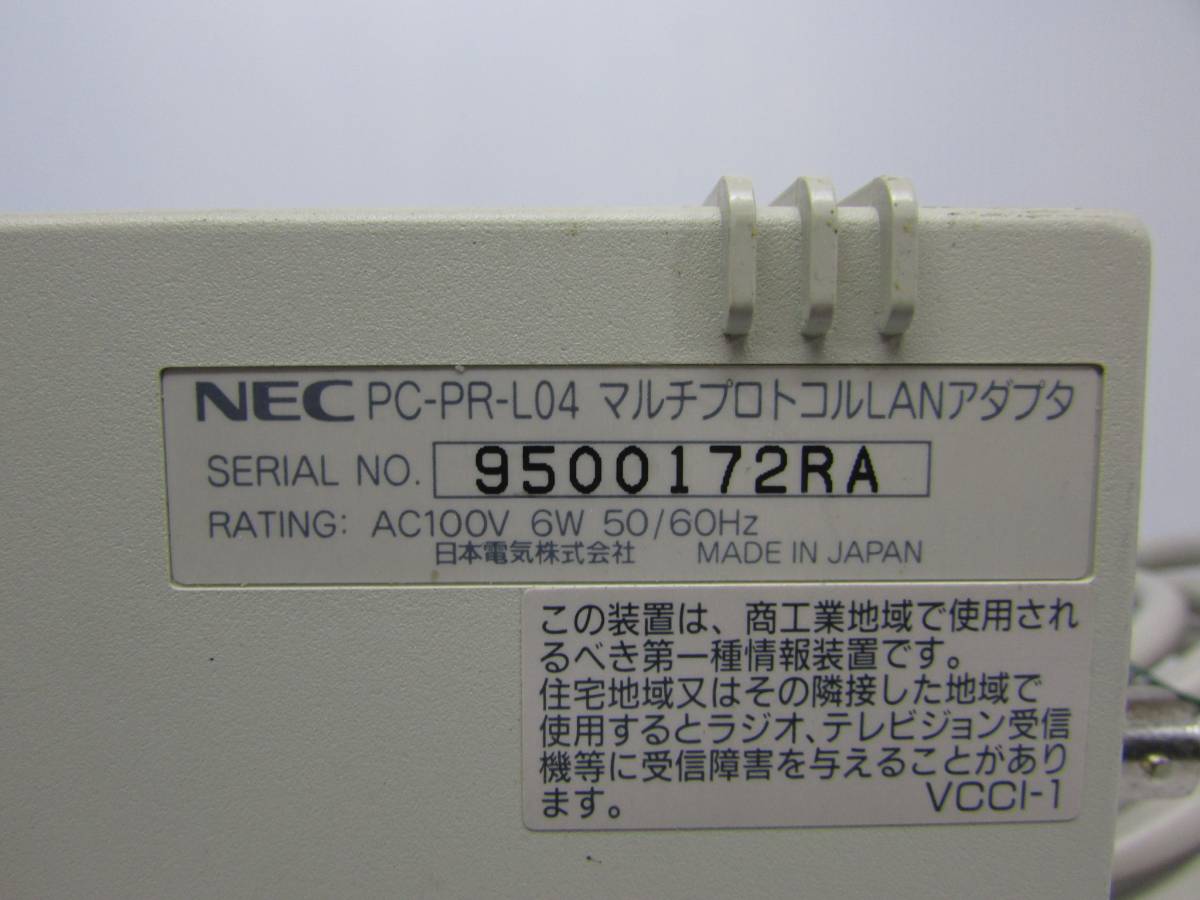 NEC PC-PR-L04 マルチプロトコルLANアダプタ
SERIAL NO. 9500172RA
RATING: AC100V 6W 50/60Hz
日本電気株式会社 MADE IN JAPAN
この装置は、商工業地域で使用され
るべき第一種情報装置です。
住宅地域又はその隣接した地域で
使用するとラジオ、テレビジョン受信
機等に受信障害を与えることがあり
ます。 VCCI-1